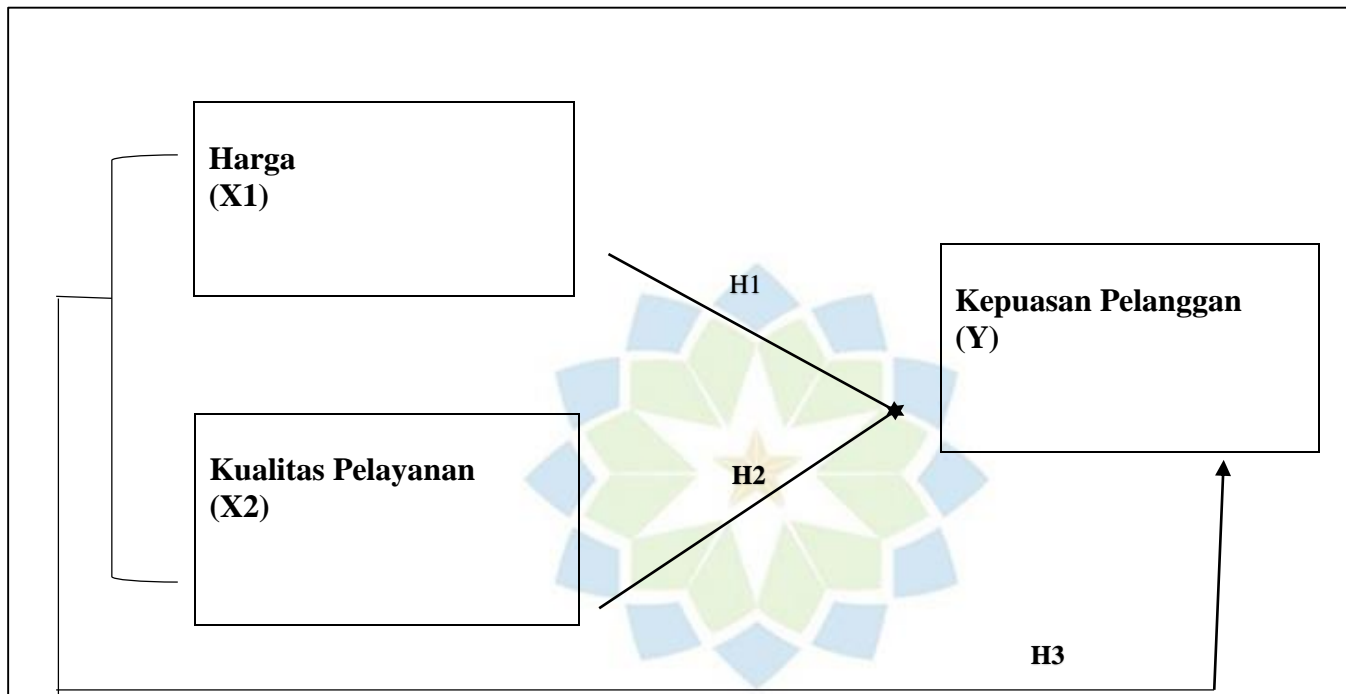 Harga
(X1)
H1
Kepuasan Pelanggan
(Y)
Kualitas Pelayanan
(X2)
H2
H3